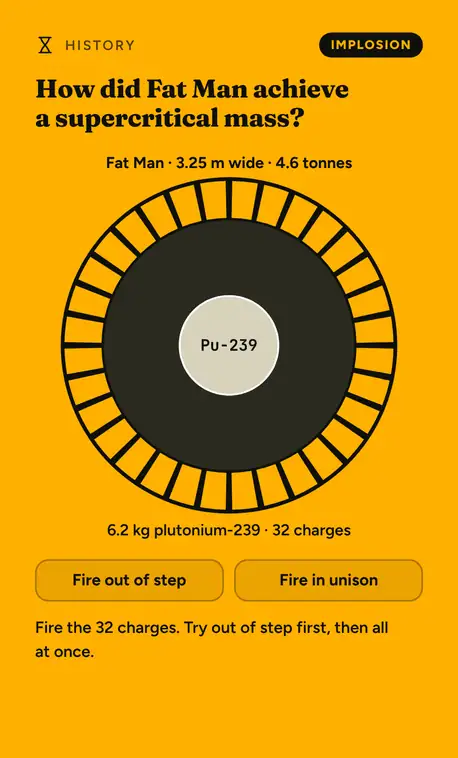 HISTORY
IMPLOSION
How did Fat Man achieve
a supercritical mass?
Fat Man · 3.25 m wide · 4.6 tonnes
Pu-239
6.2 kg plutonium-239 · 32 charges
Fire out of step
Fire in unison
Fire the 32 charges. Try out of step first, then all
at once.